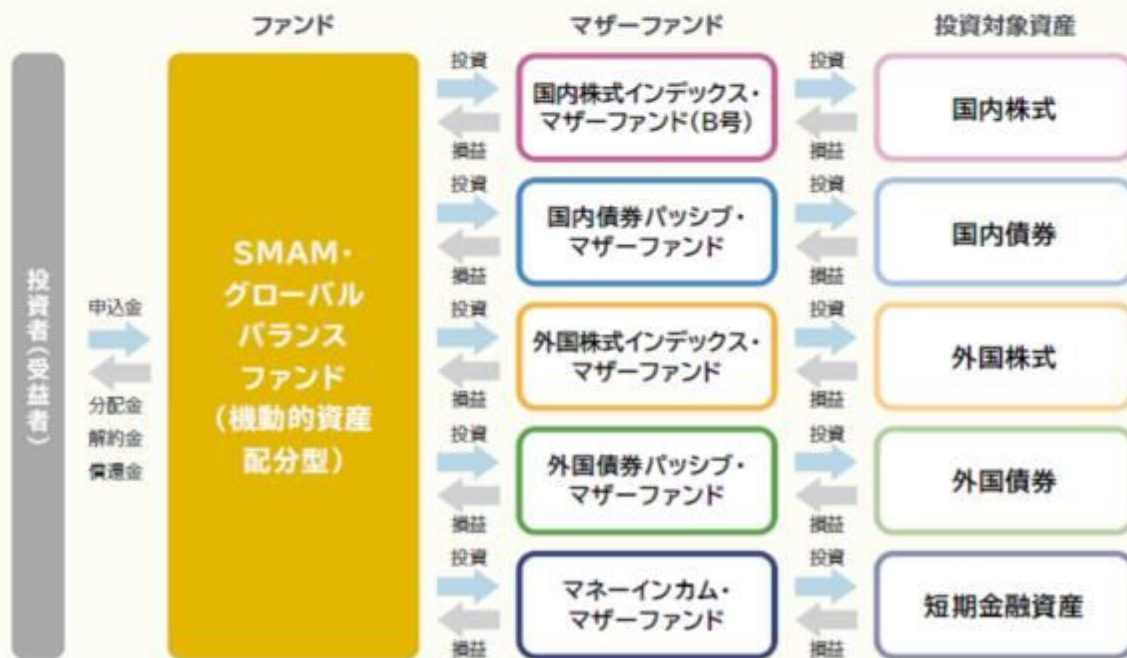 ファンド
マザーファンド
投資対象資産
投資者(受益者)
申込金
分配金
解約金
償還金
SMAM・
グローバル
バランス
ファンド
(機動的資産
配分型)
投資
損益
国内株式インデックス・
マザーファンド(B号)
投資
損益
国内株式
投資
損益
国内債券パッシブ・
マザーファンド
投資
損益
国内債券
投資
損益
外国株式インデックス・
マザーファンド
投資
損益
外国株式
投資
損益
外国債券パッシブ・
マザーファンド
投資
損益
外国債券
投資
損益
マネーインカム・
マザーファンド
投資
損益
短期金融資産